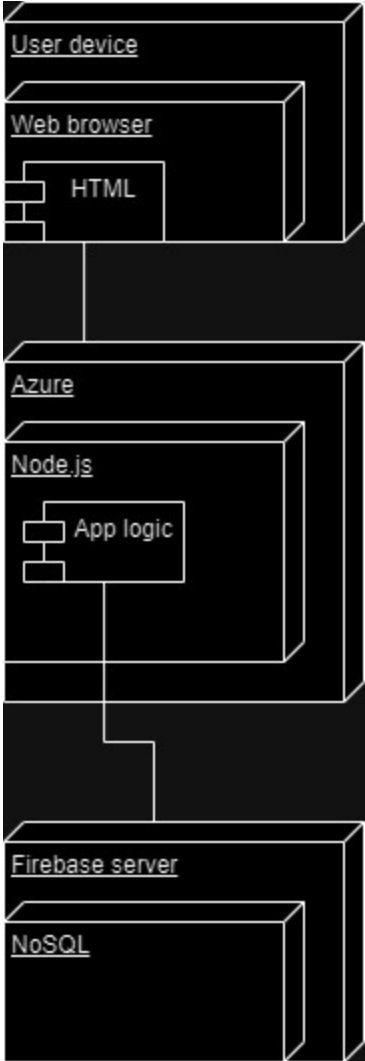 User device
Web browser
HTML
Azure
Node.js
App logic
Firebase server
NoSQL